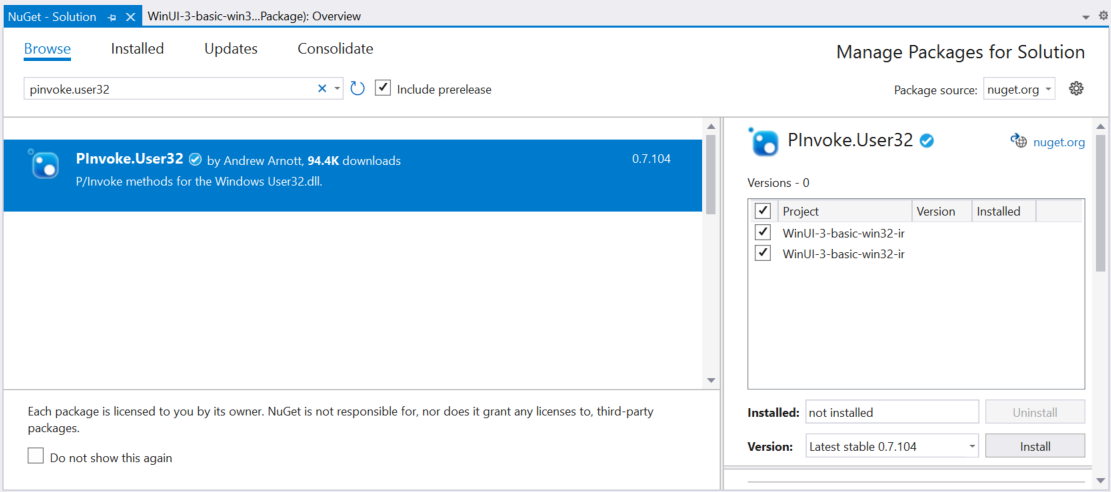 NuGet - Solution
WinUI-3-basic-win3...Package): Overview
Browse Installed Updates Consolidate
Manage Packages for Solution
pinvoke.user32
Include prerelease
Package source: nuget.org
PInvoke.User32 by Andrew Arnott, 94.4K downloads 0.7.104
P/Invoke methods for the Windows User32.dll.
Each package is licensed to you by its owner. NuGet is not responsible for, nor does it grant any licenses to, third-party
packages.
Do not show this again
PInvoke.User32 nuget.org
Versions - 0
Project Version Installed
WinUI-3-basic-win32-ir
WinUI-3-basic-win32-ir
Installed: not installed Uninstall
Version: Latest stable 0.7.104 Install